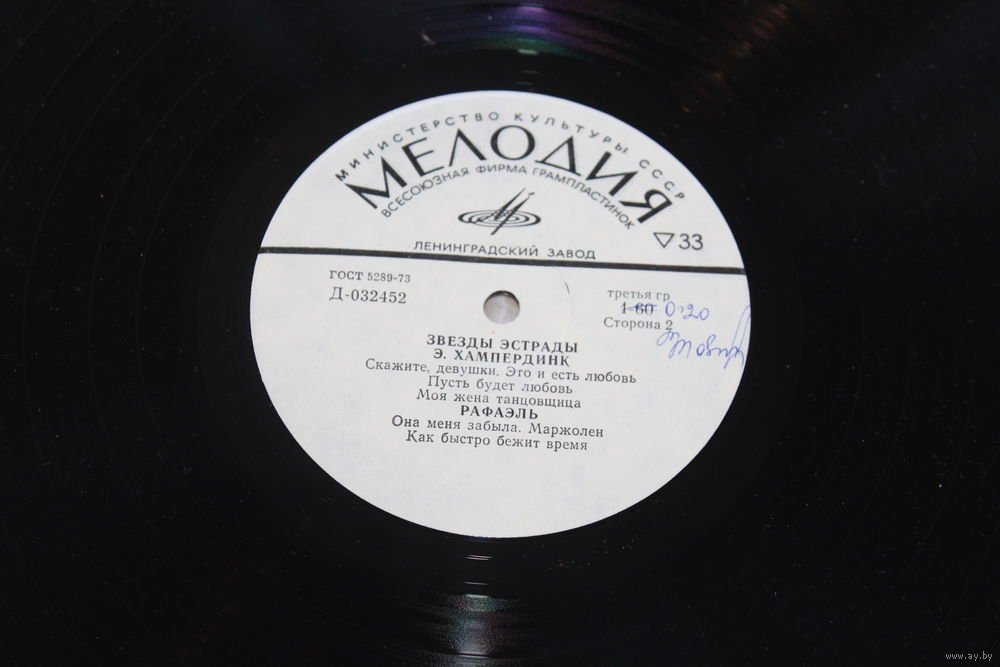 МИНИСТЕРСТВО КУЛЬТУРЫ СССР
МЕЛОДИЯ
ВСЕСОЮЗНАЯ ФИРМА ГРАМПЛАСТИНОК
33
ЛЕНИНГРАДСКИЙ ЗАВОД
ГОСТ 5289-73
Д-032452
третья гр
1-60 0-20
Сторона 2
ЗВЕЗДЫ ЭСТРАДЫ
Э. ХАМПЕРДИНК
Скажите, девушки. Это и есть любовь
Пусть будет любовь
Моя жена танцовщица
РАФАЭЛЬ
Она меня забыла. Маржолен
Как быстро бежит время
www.ay.by